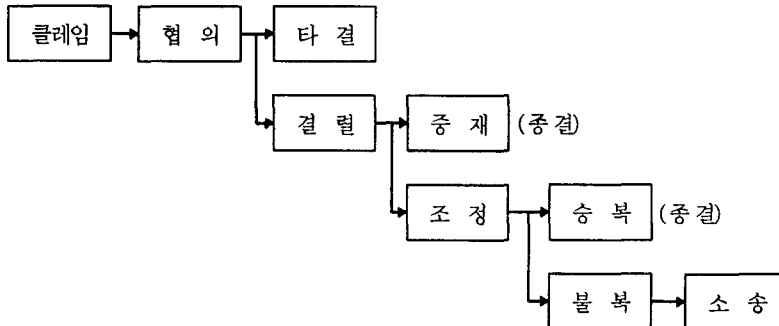 클레임 협 의 타 결
결 렬 중 재 (종결)
조 정 승 복 (종결)
불 복 소 송